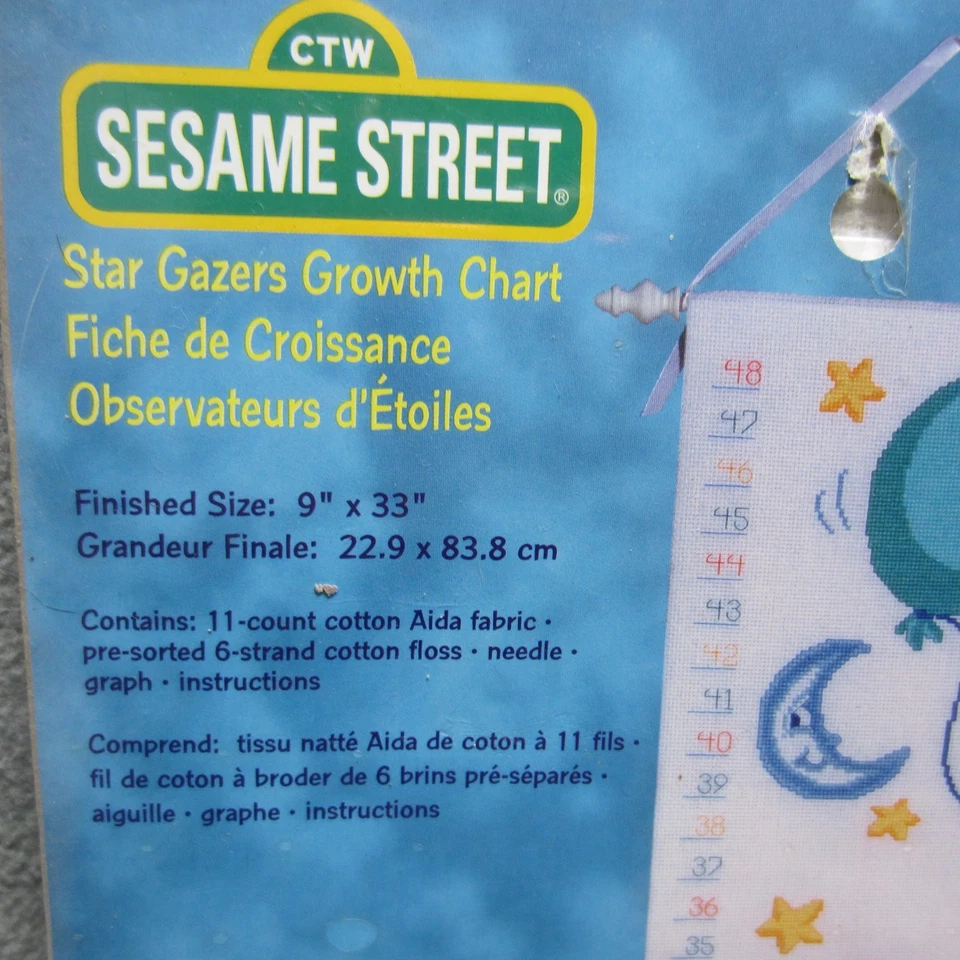 CTW
SESAME STREET®
Star Gazers Growth Chart
Fiche de Croissance
Observateurs d'Étoiles
Finished Size: 9" x 33"
Grandeur Finale: 22.9 x 83.8 cm
Contains: 11-count cotton Aida fabric •
pre-sorted 6-strand cotton floss • needle •
graph • instructions
Comprend: tissu natté Aida de coton à 11 fils •
fil de coton à broder de 6 brins pré-séparés •
aiguille • graphe • instructions
48
47
46
45
44
43
42
41
40
39
38
37
36
35